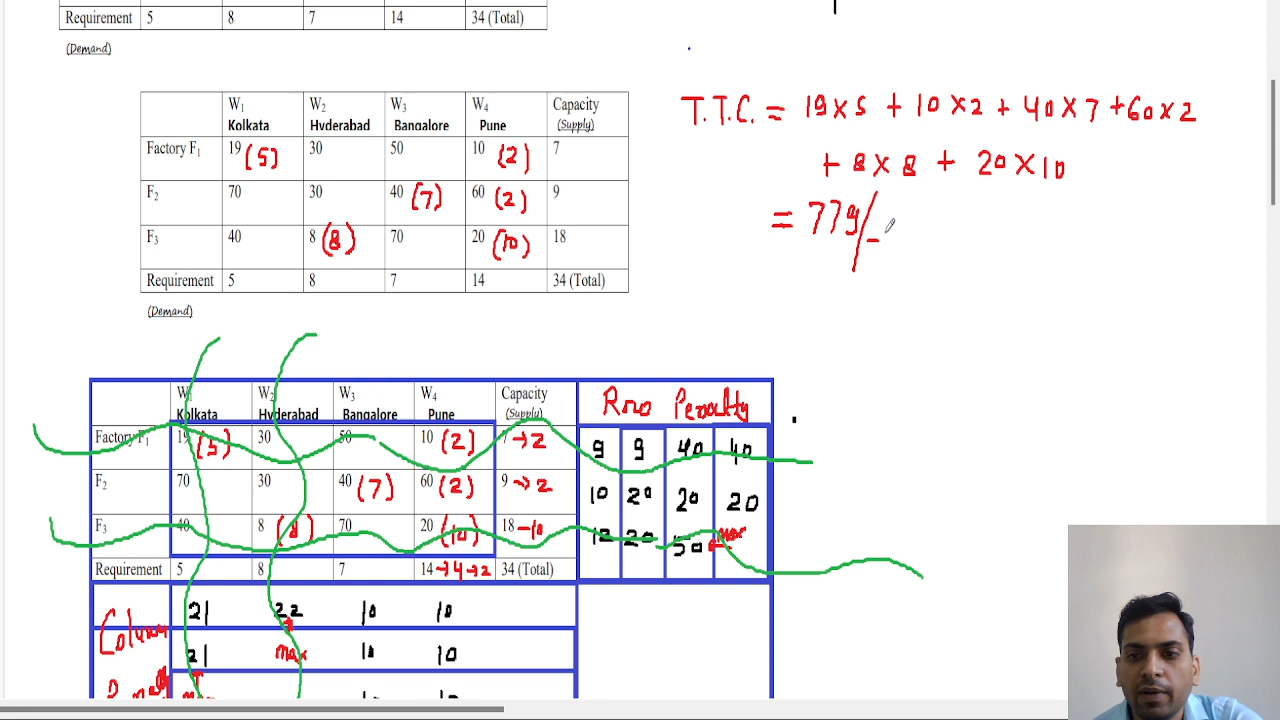 Requirement 5 8 7 14 34 (Total)
(Demand)
W1 Kolkata W2 Hyderabad W3 Bangalore W4 Pune Capacity (Supply)
Factory F1 19 (5) 30 50 10 (2) 7
F2 70 30 40 (7) 60 (2) 9
F3 40 8 (8) 70 20 (10) 18
Requirement 5 8 7 14 34 (Total)
(Demand)
T.T.C. = 19×5 + 10×2 + 40×7 + 60×2
+ 8×8 + 20×10
= 779/-
W1 Kolkata W2 Hyderabad W3 Bangalore W4 Pune Capacity (Supply) Row Penalty
Factory F1 19 (5) 30 50 10 (2) 7 →2 9 9 40 40
F2 70 30 40 (7) 60 (2) 9 →2 10 20 20 20
F3 40 8 (8) 70 20 (10) 18 –10 12 20 50 ← max
Requirement 5 8 7 14 →4 →2 34 (Total)
Column 21 22 10 10
21 max 10 10